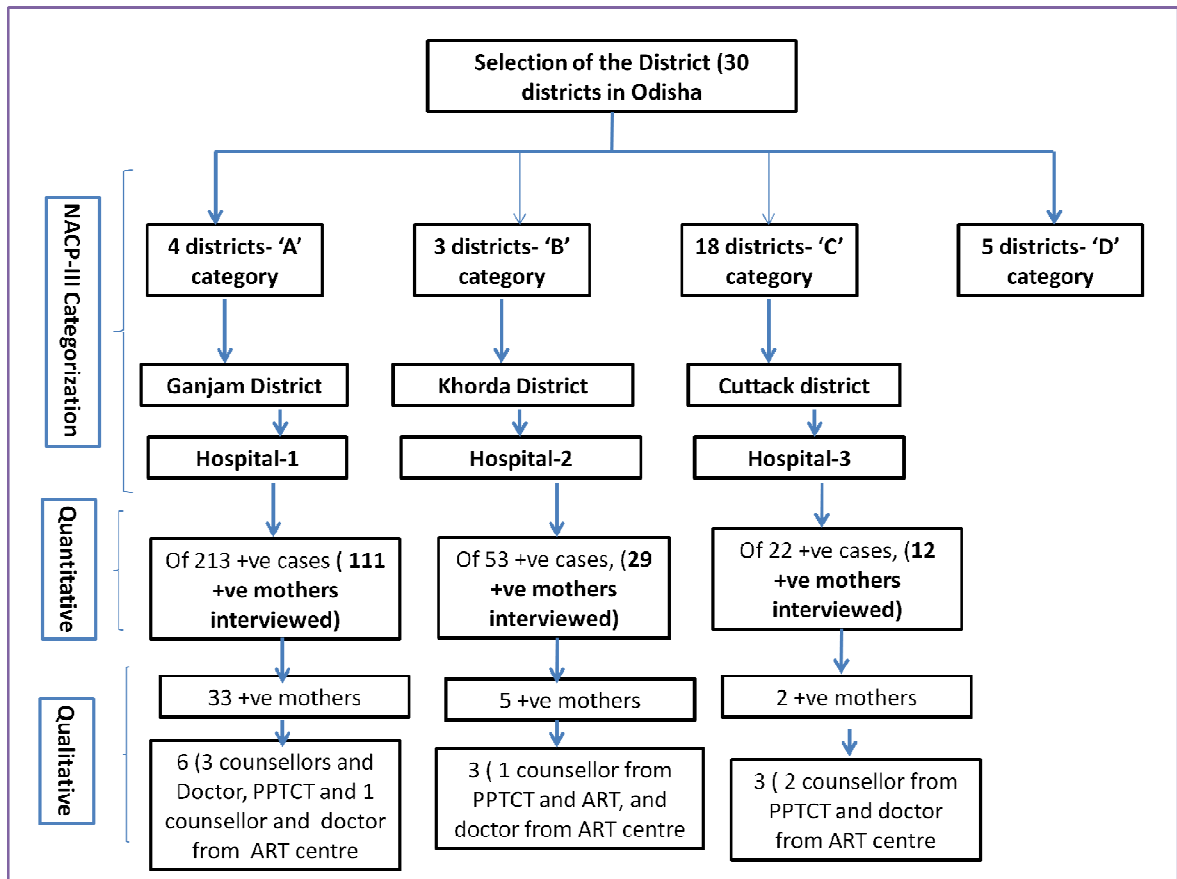 Selection of the District (30
districts in Odisha
NACP-III Categorization
4 districts- ‘A’
category
3 districts- ‘B’
category
18 districts- ‘C’
category
5 districts- ‘D’
category
Ganjam District
Khorda District
Cuttack district
Hospital-1
Hospital-2
Hospital-3
Quantitative
Of 213 +ve cases ( 111
+ve mothers
interviewed)
Of 53 +ve cases, (29
+ve mothers
interviewed)
Of 22 +ve cases, (12
+ve mothers
interviewed)
Qualitative
33 +ve mothers
5 +ve mothers
2 +ve mothers
6 (3 counsellors and
Doctor, PPTCT and 1
counsellor and doctor
from ART centre
3 ( 1 counsellor from
PPTCT and ART, and
doctor from ART centre
3 ( 2 counsellor from
PPTCT and doctor
from ART centre